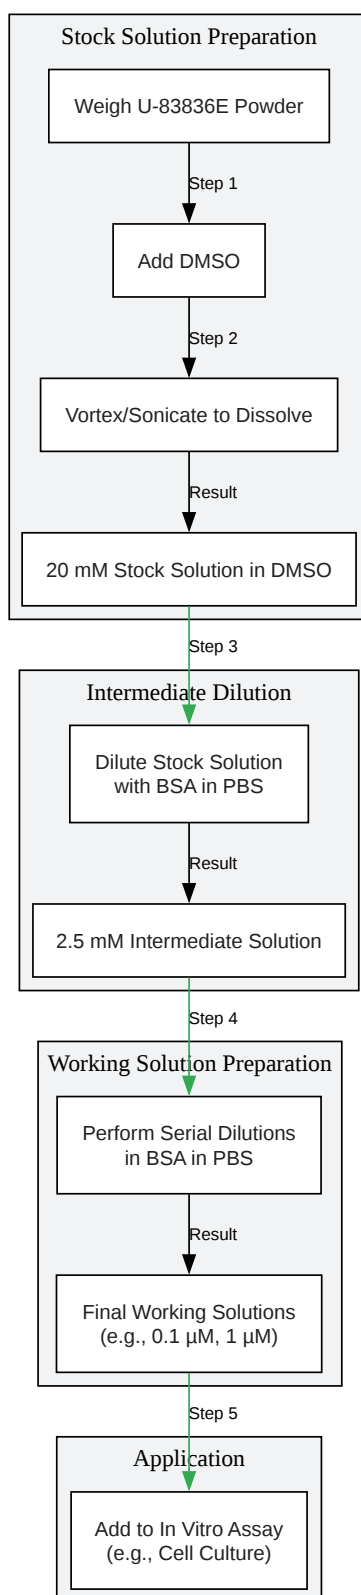 Stock Solution Preparation
Weigh U-83836E Powder
Step 1
Add DMSO
Step 2
Vortex/Sonicate to Dissolve
Result
20 mM Stock Solution in DMSO
Step 3
Intermediate Dilution
Dilute Stock Solution
with BSA in PBS
Result
2.5 mM Intermediate Solution
Step 4
Working Solution Preparation
Perform Serial Dilutions
in BSA in PBS
Result
Final Working Solutions
(e.g., 0.1 µM, 1 µM)
Step 5
Application
Add to In Vitro Assay
(e.g., Cell Culture)